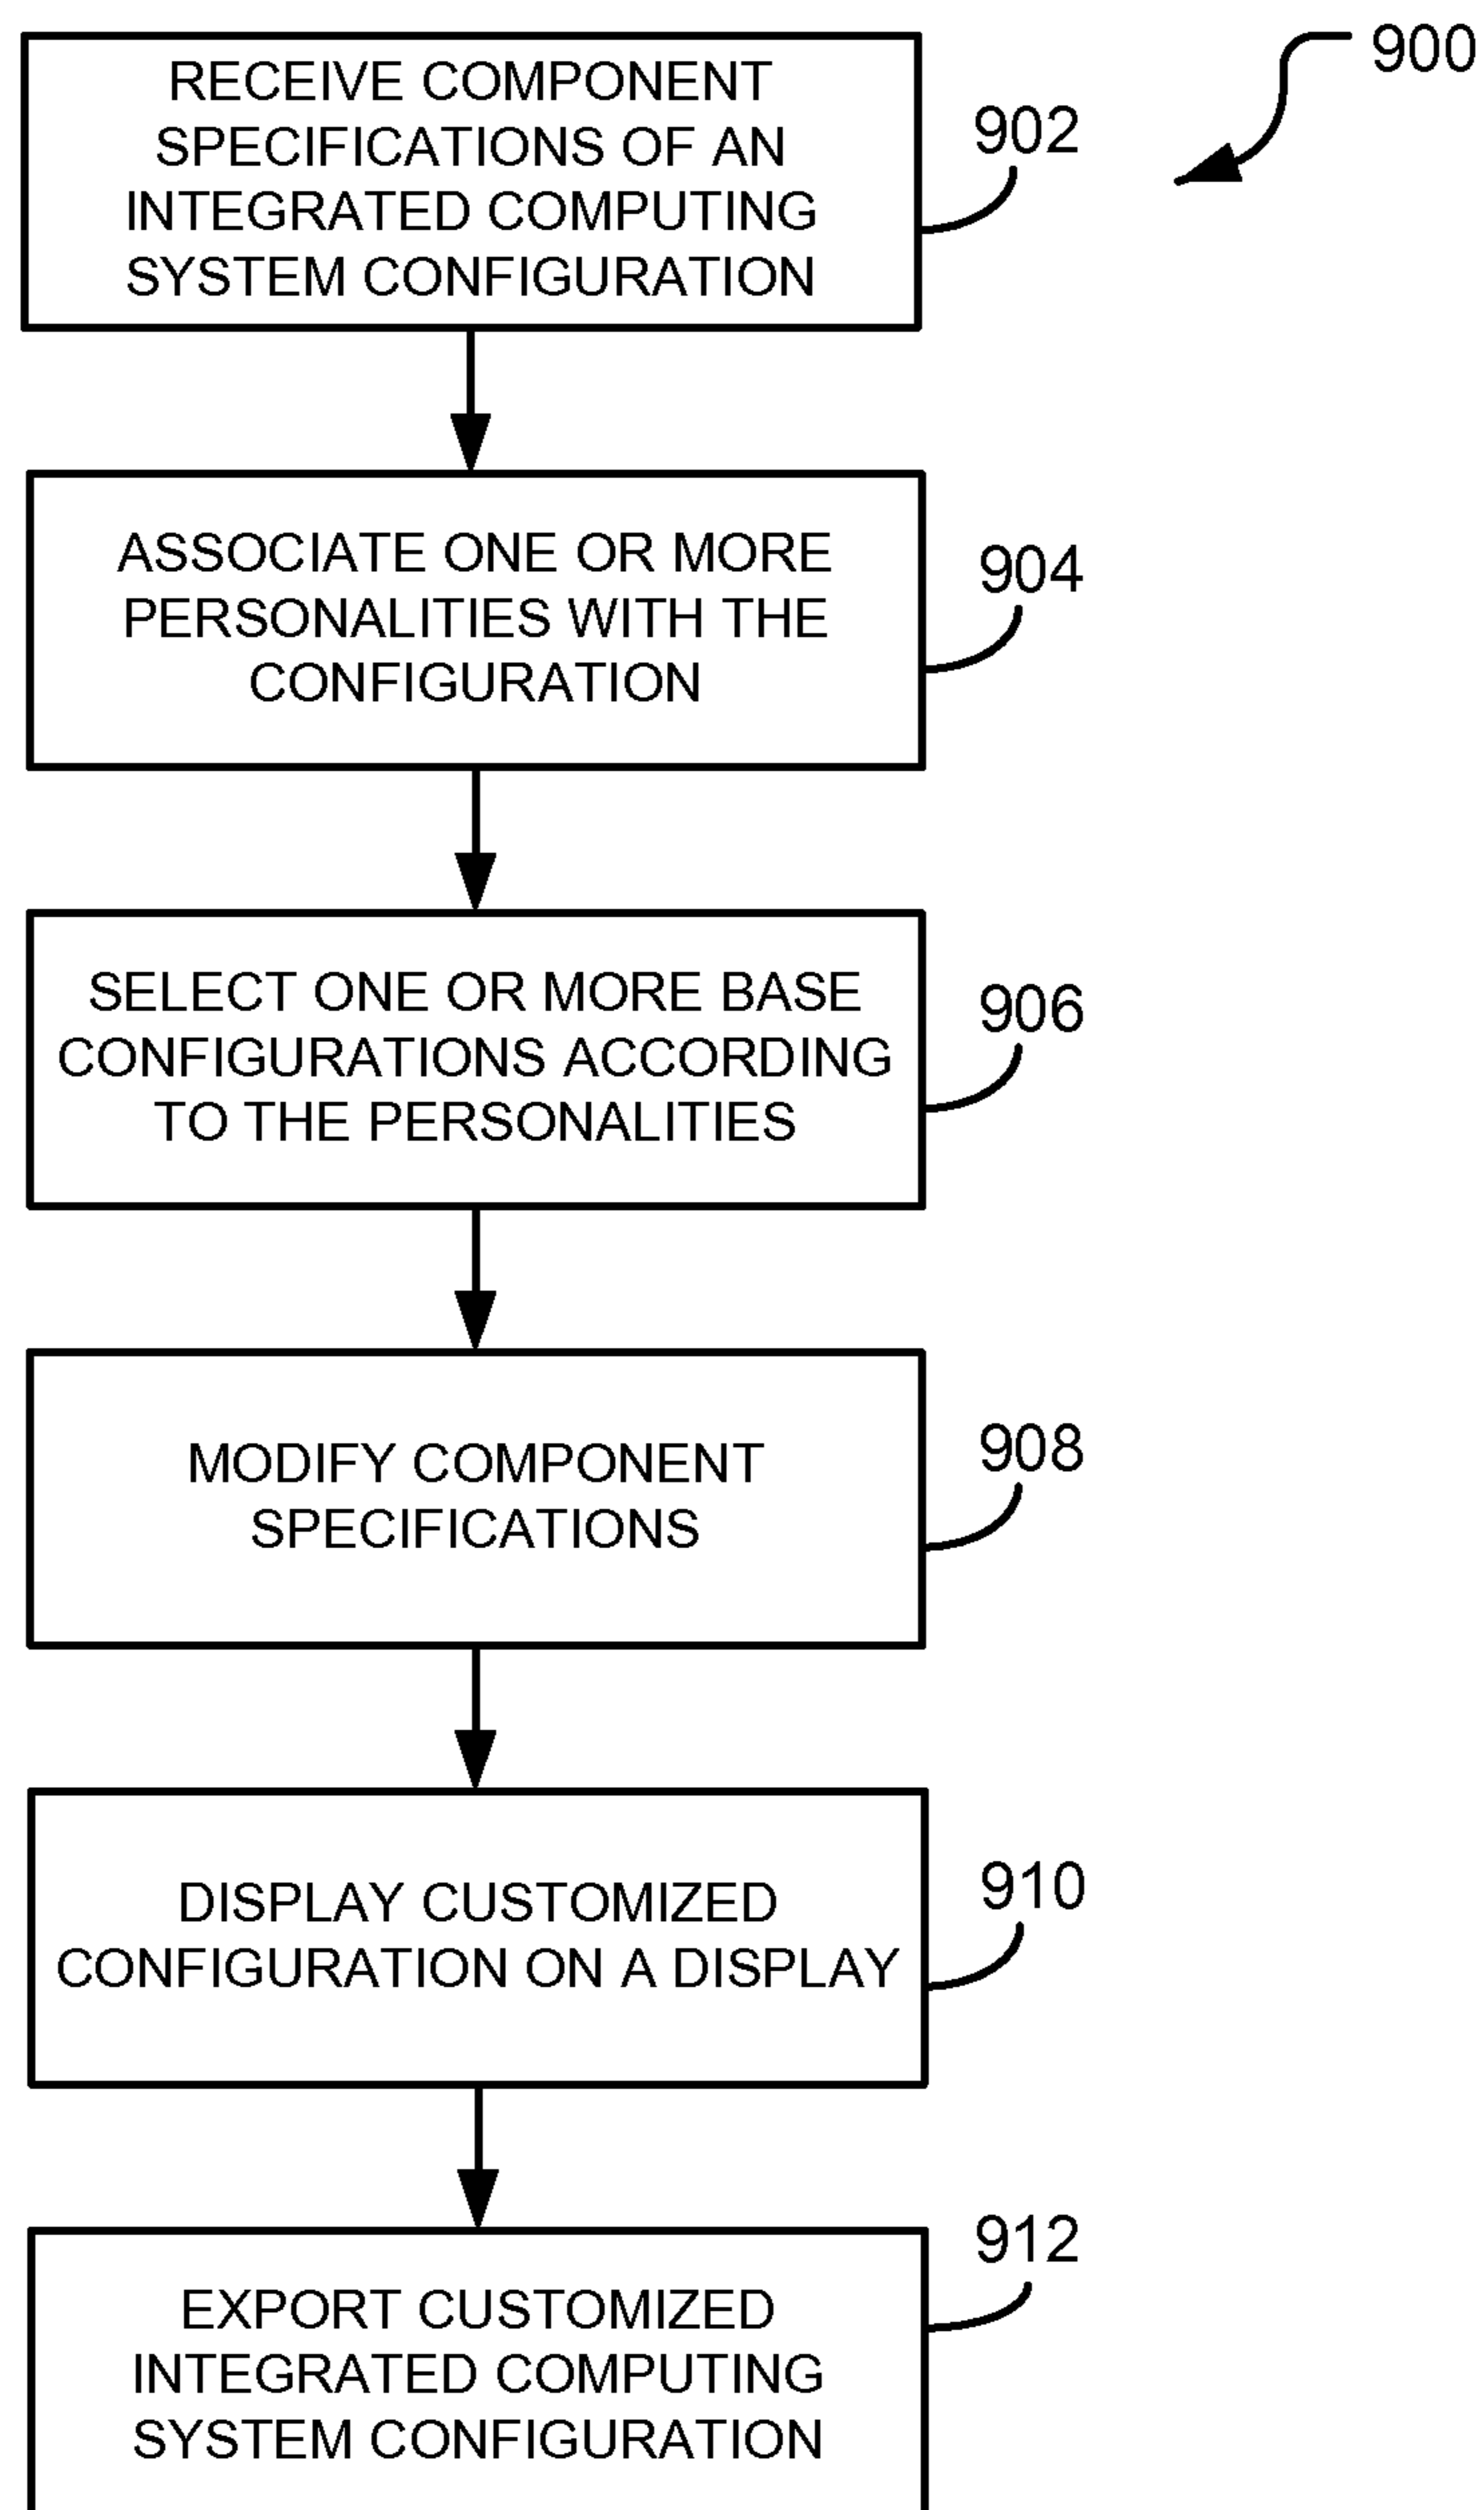 900
RECEIVE COMPONENT
SPECIFICATIONS OF AN
INTEGRATED COMPUTING
SYSTEM CONFIGURATION
902
ASSOCIATE ONE OR MORE
PERSONALITIES WITH THE
CONFIGURATION
904
SELECT ONE OR MORE BASE
CONFIGURATIONS ACCORDING
TO THE PERSONALITIES
906
MODIFY COMPONENT
SPECIFICATIONS
908
DISPLAY CUSTOMIZED
CONFIGURATION ON A DISPLAY
910
EXPORT CUSTOMIZED
INTEGRATED COMPUTING
SYSTEM CONFIGURATION
912